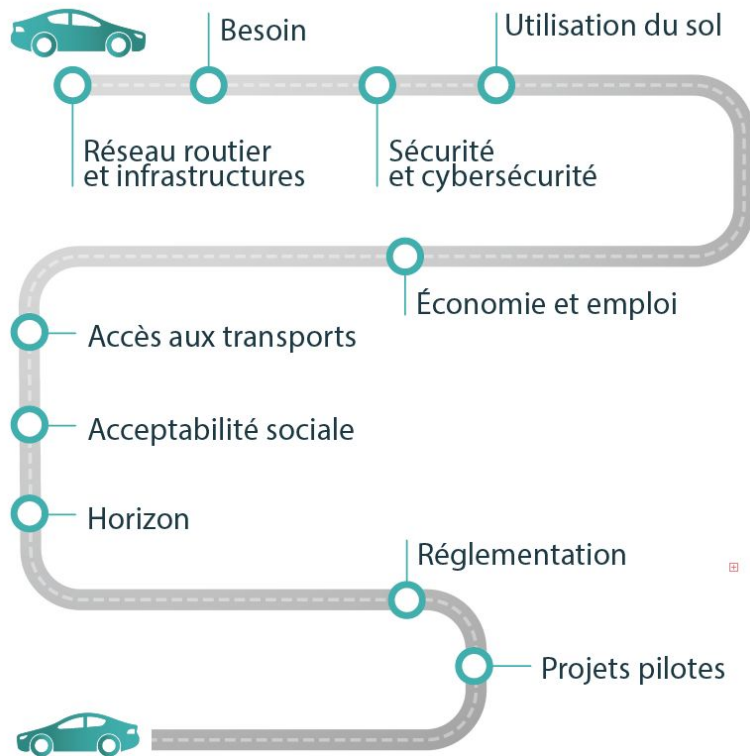 Besoin
Utilisation du sol
Réseau routier
et infrastructures
Sécurité
et cybersécurité
Économie et emploi
Accès aux transports
Acceptabilité sociale
Horizon
Réglementation
Projets pilotes